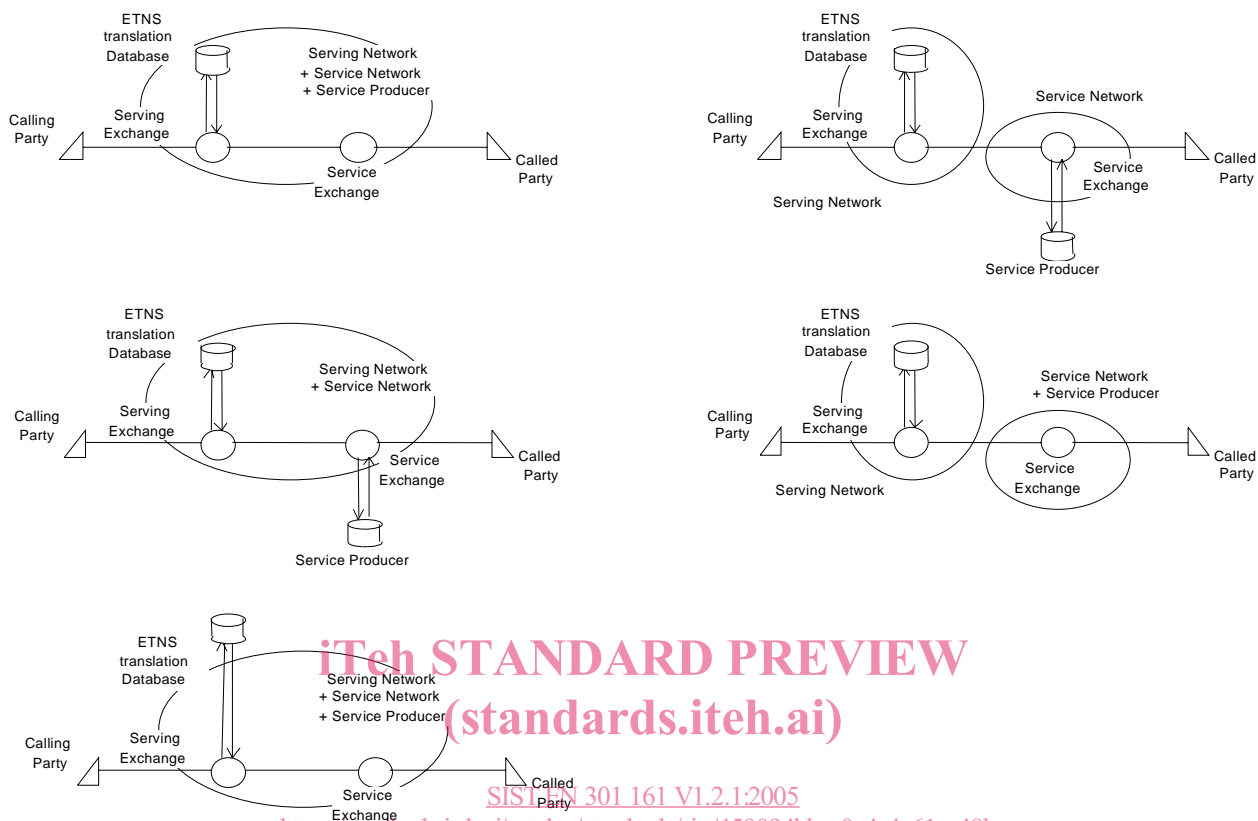 ETNS
translation
Database
Serving Network
+ Service Network
+ Service Producer
Calling
Party
Serving
Exchange
Service
Exchange
Called
Party
ETNS
translation
Database
Service Network
Calling
Party
Serving
Exchange
Service
Exchange
Called
Party
Serving Network
Service Producer
ETNS
translation
Database
Serving Network
+ Service Network
Calling
Party
Serving
Exchange
Service
Exchange
Called
Party
Service Producer
ETNS
translation
Database
Service Network
+ Service Producer
Calling
Party
Serving
Exchange
Service
Exchange
Called
Party
Serving Network
iTeh STANDARD PREVIEW
(standards.iteh.ai)
ETNS
translation
Database
Serving Network
+ Service Network
+ Service Producer
Calling
Party
Serving
Exchange
Service
Exchange
Called
Party
SIST EN 301 161 V1.2.1:2005